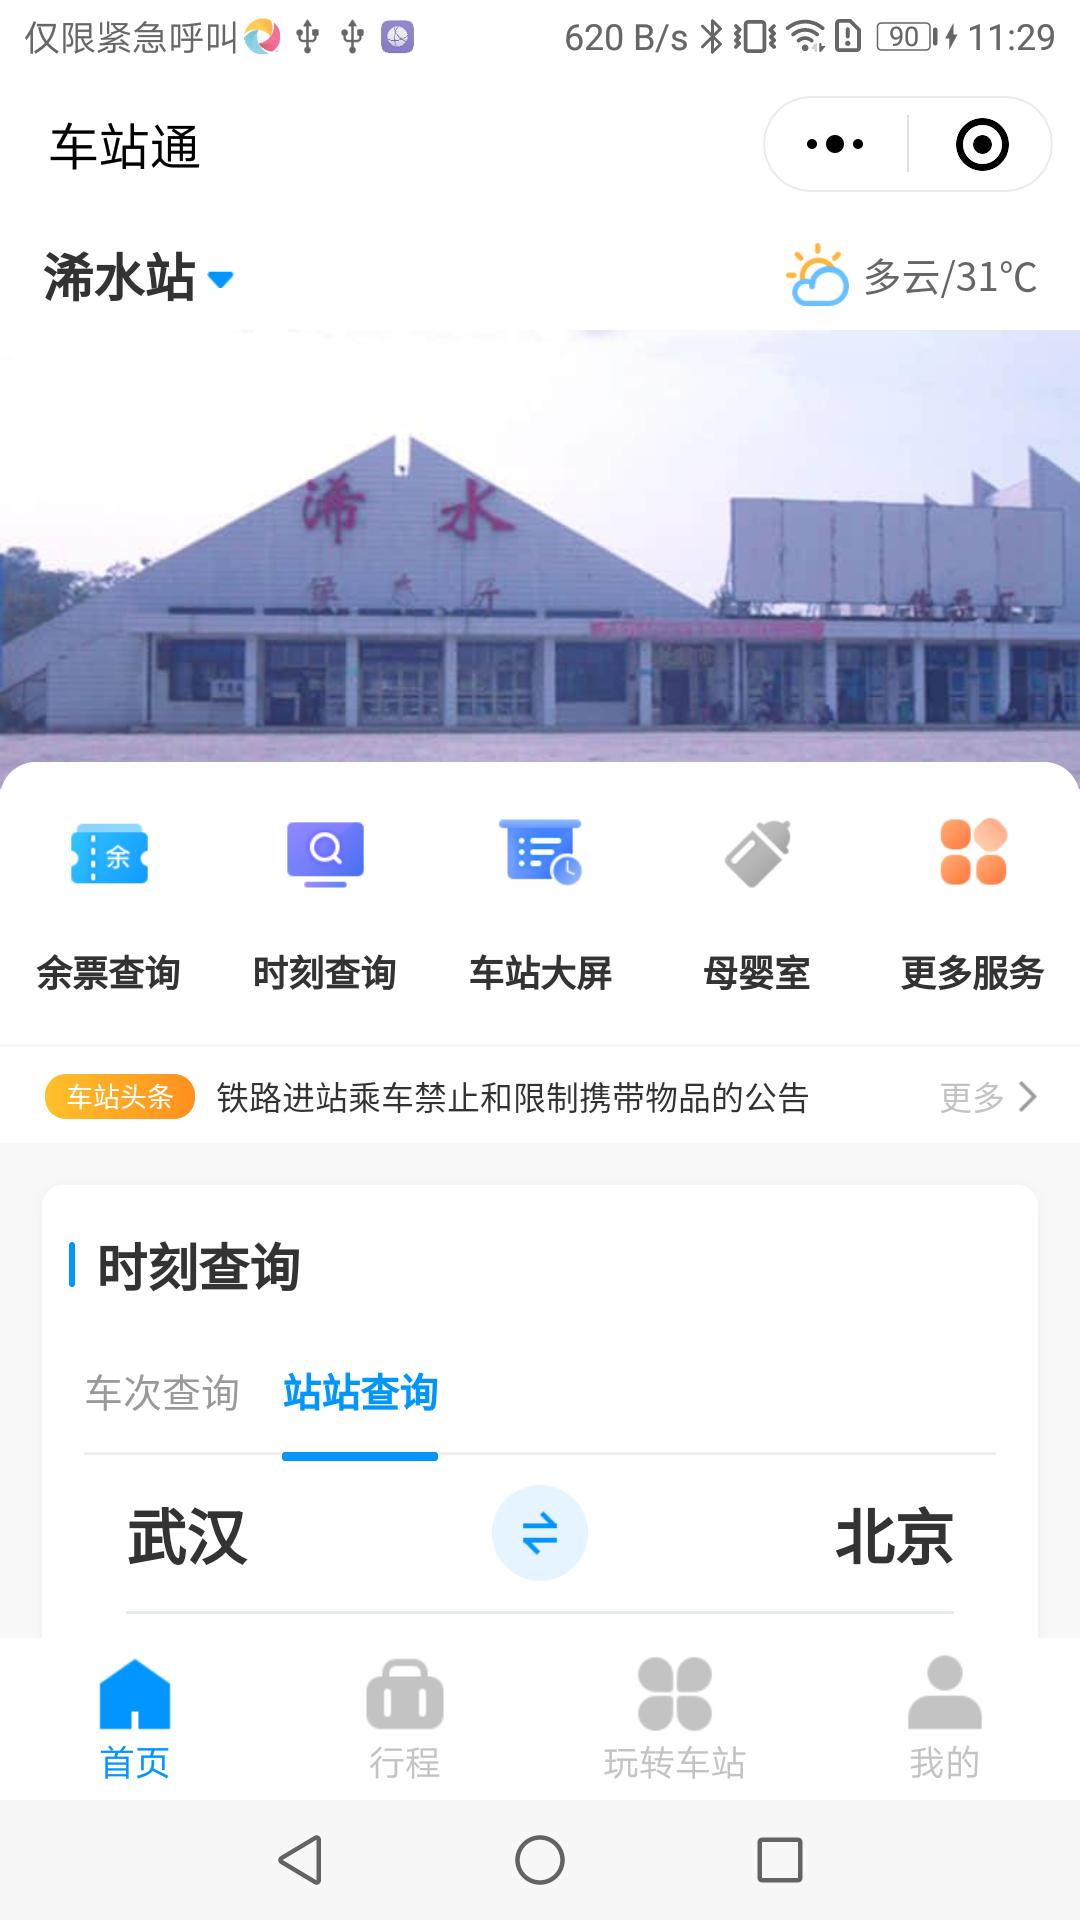 仅限紧急呼叫 620 B/s 90 11:29
车站通
浠水站 多云/31℃
浠水
余
余票查询 时刻查询 车站大屏 母婴室 更多服务
车站头条 铁路进站乘车禁止和限制携带物品的公告 更多
时刻查询
车次查询 站站查询
武汉 北京
首页 行程 玩转车站 我的